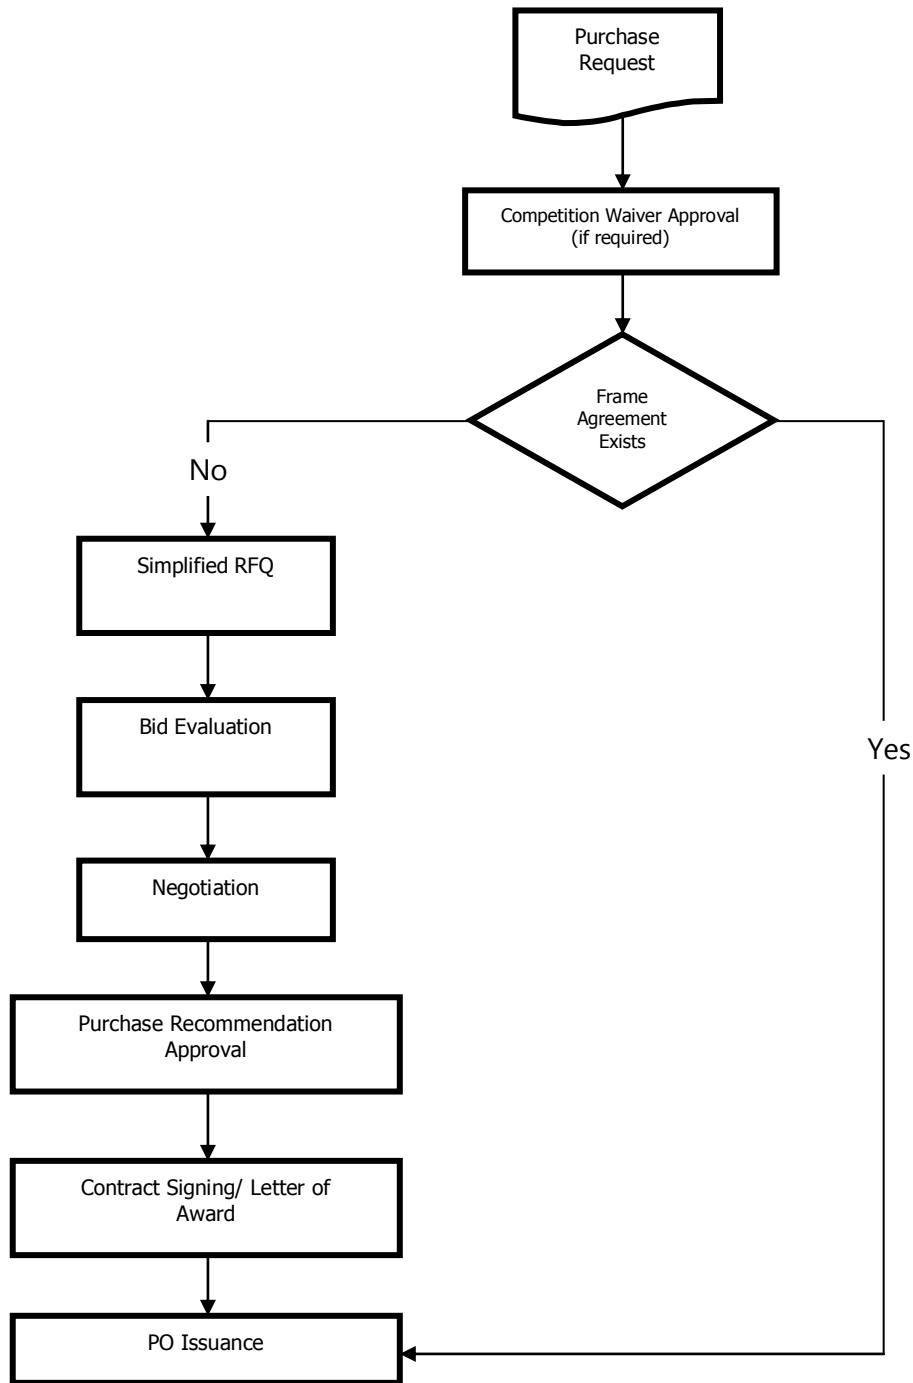 Purchase
Request
Competition Waiver Approval
(if required)
Frame
Agreement
Exists
No
Simplified RFQ
Bid Evaluation
Yes
Negotiation
Purchase Recommendation
Approval
Contract Signing/ Letter of
Award
PO Issuance